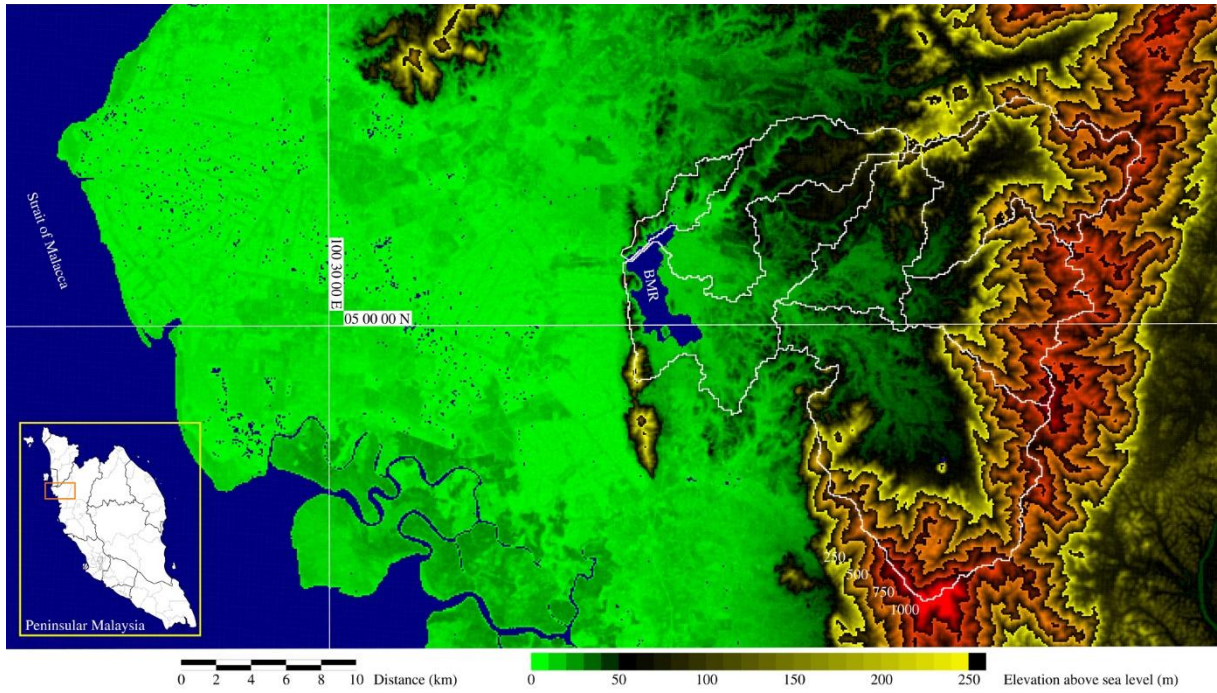 Strait of Malacca
100 30 00 E
05 00 00 N
BMR
250
500
750
1000
Peninsular Malaysia
0 2 4 6 8 10 Distance (km)
0 50 100 150 200 250 Elevation above sea level (m)